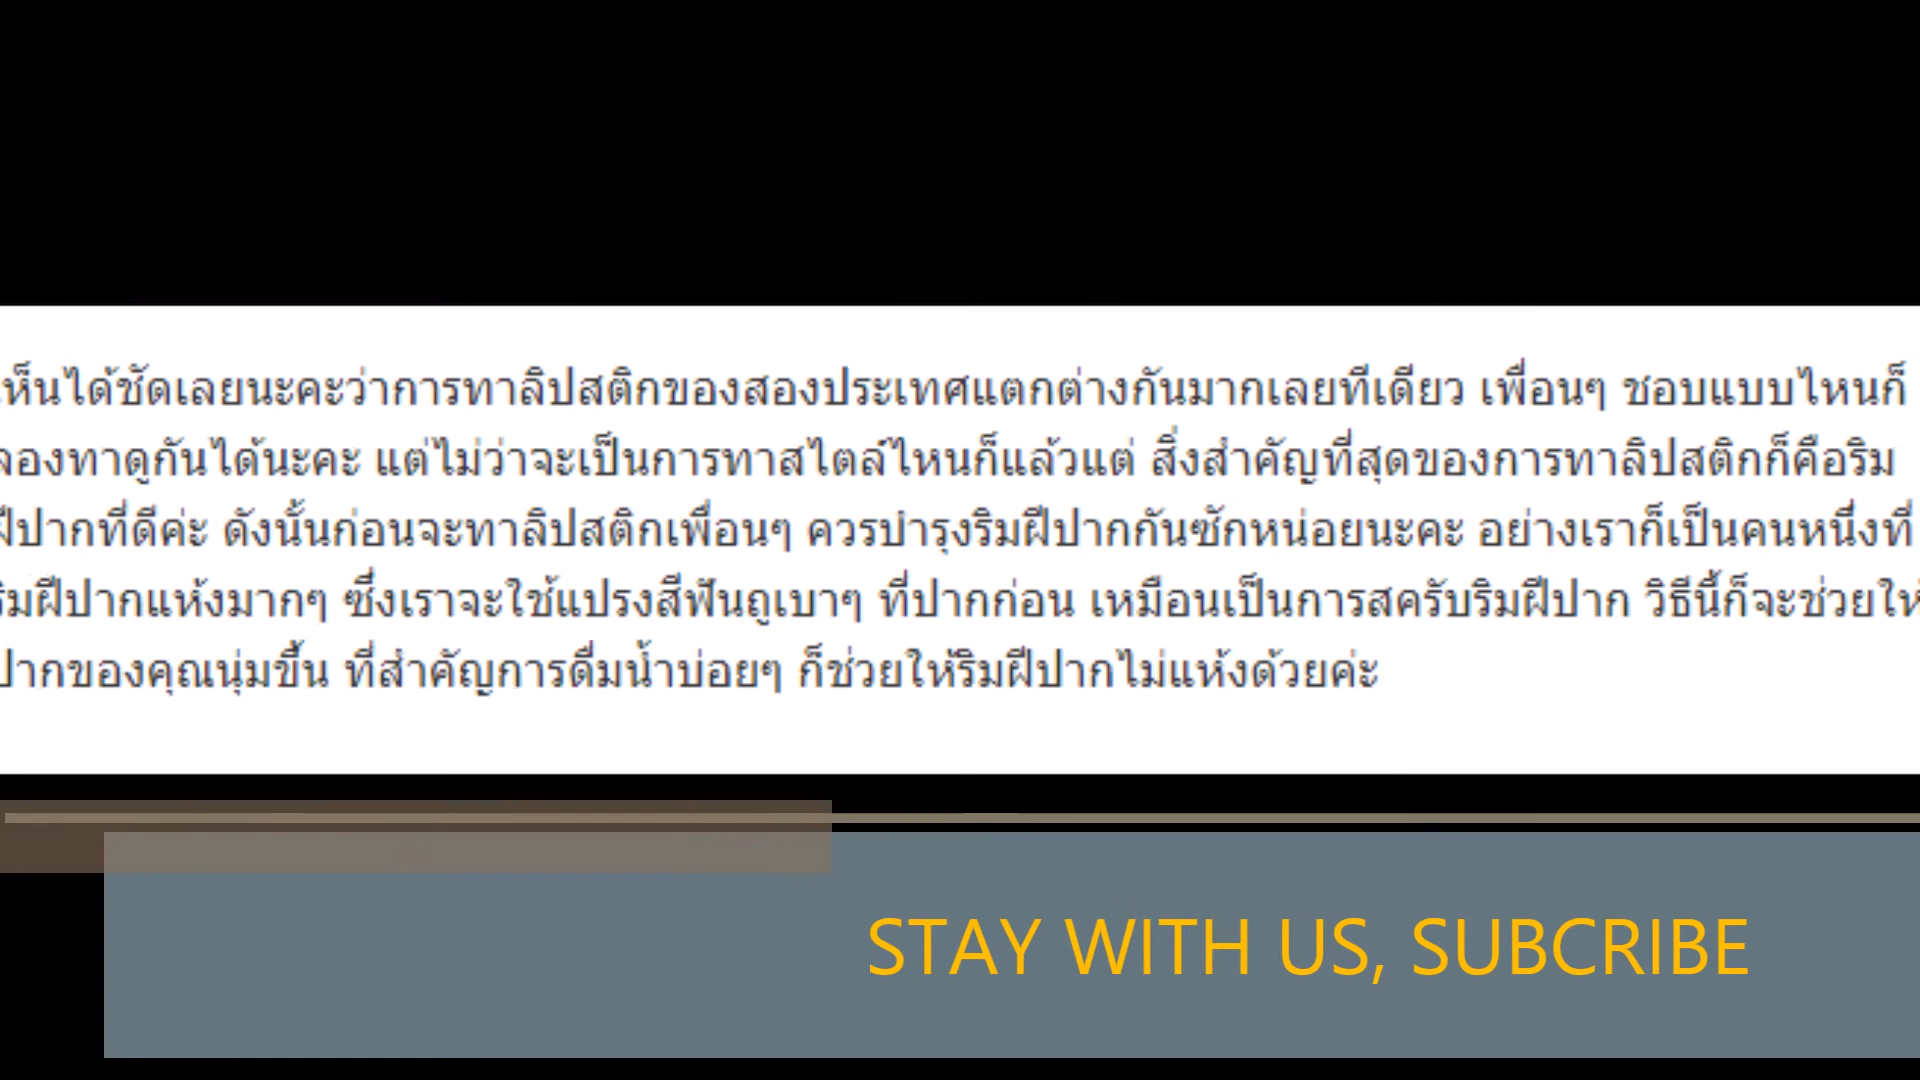 เห็นได้ชัดเลยนะคะว่าการทาลิปสติกของสองประเทศแตกต่างกันมากเลยทีเดียว เพื่อนๆ ชอบแบบไหนก็
ลองทาดูกันได้นะคะ แต่ไม่ว่าจะเป็นการทาสไตล์ไหนก็แล้วแต่ สิ่งสำคัญที่สุดของการทาลิปสติกก็คือริม
ฝีปากที่ดีค่ะ ดังนั้นก่อนจะทาลิปสติกเพื่อนๆ ควรบำรุงริมฝีปากกันซักหน่อยนะคะ อย่างเราก็เป็นคนหนึ่งที่
ริมฝีปากแห้งมากๆ ซึ่งเราจะใช้แปรงสีฟันถูเบาๆ ที่ปากก่อน เหมือนเป็นการสครับริมฝีปาก วิธีนี้ก็จะช่วยให้
ปากของคุณนุ่มขึ้น ที่สำคัญการดื่มน้ำบ่อยๆ ก็ช่วยให้ริมฝีปากไม่แห้งด้วยค่ะ
STAY WITH US, SUBCRIBE